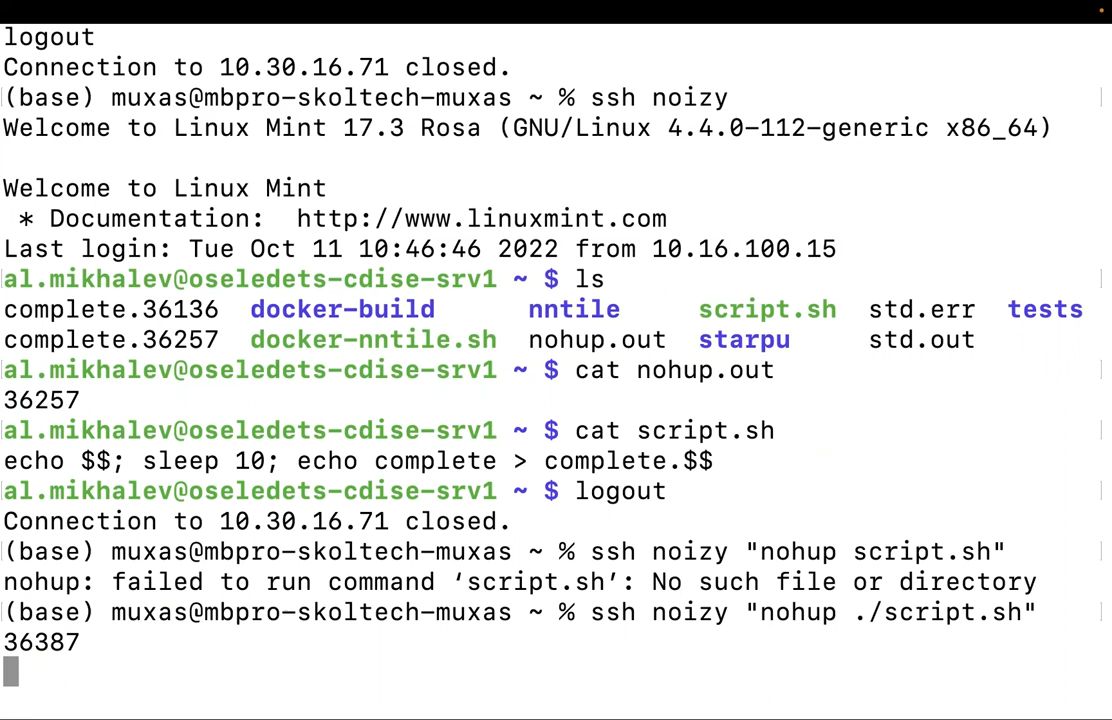 logout
Connection to 10.30.16.71 closed.
(base) muxas@mbpro-skoltech-muxas ~ % ssh noizy
Welcome to Linux Mint 17.3 Rosa (GNU/Linux 4.4.0-112-generic x86_64)
Welcome to Linux Mint
* Documentation:  http://www.linuxmint.com
Last login: Tue Oct 11 10:46:46 2022 from 10.16.100.15
al.mikhalev@oseledets-cdise-srv1 ~ $ ls
complete.36136  docker-build      nntile     script.sh  std.err  tests
complete.36257  docker-nntile.sh  nohup.out  starpu     std.out
al.mikhalev@oseledets-cdise-srv1 ~ $ cat nohup.out
36257
al.mikhalev@oseledets-cdise-srv1 ~ $ cat script.sh
echo $$; sleep 10; echo complete > complete.$$
al.mikhalev@oseledets-cdise-srv1 ~ $ logout
Connection to 10.30.16.71 closed.
(base) muxas@mbpro-skoltech-muxas ~ % ssh noizy "nohup script.sh"
nohup: failed to run command ‘script.sh’: No such file or directory
(base) muxas@mbpro-skoltech-muxas ~ % ssh noizy "nohup ./script.sh"
36387